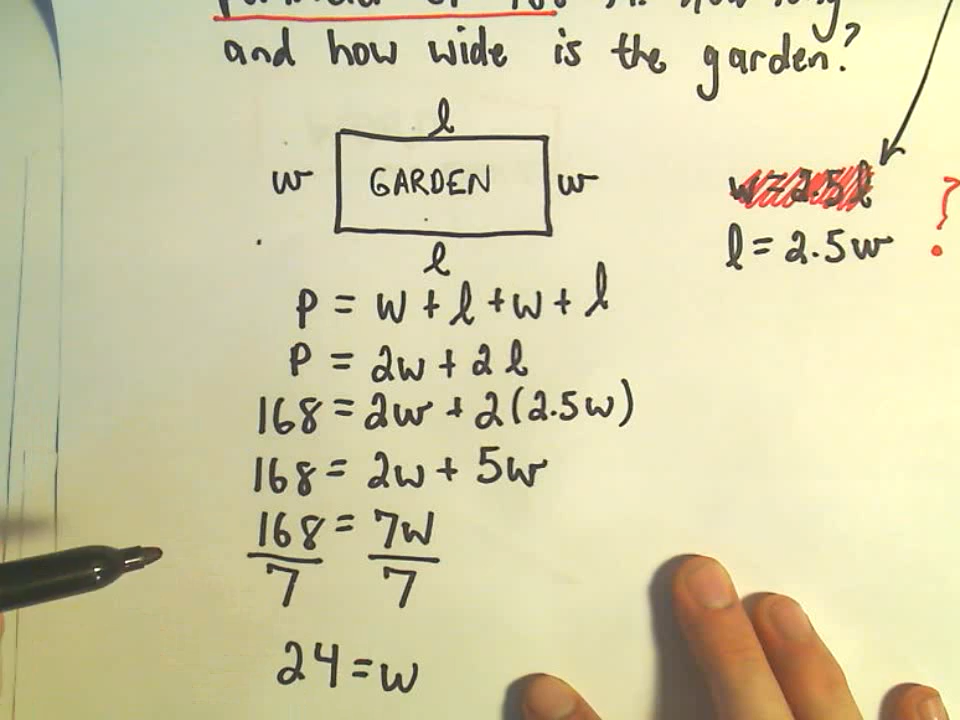 and how wide is the garden?
l
w GARDEN w
l
l = 2.5w ?
P = w + l + w + l
P = 2w + 2l
168 = 2w + 2(2.5w)
168 = 2w + 5w
168 = 7w
7 7
24 = w